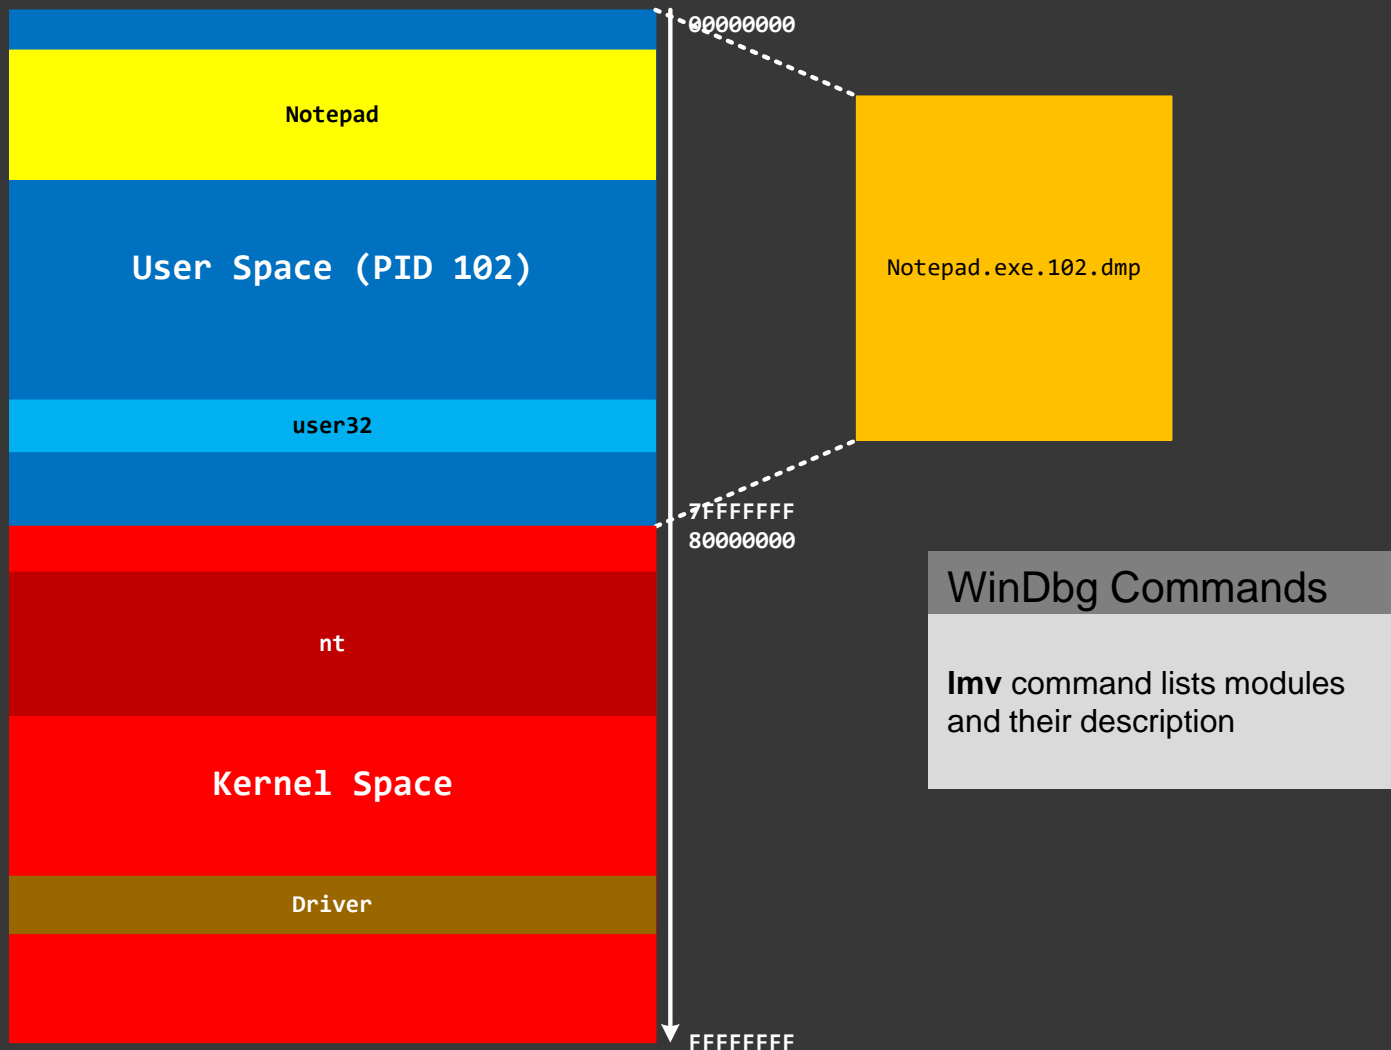 00000000
Notepad
User Space (PID 102)
Notepad.exe.102.dmp
user32
7FFFFFFF
80000000
WinDbg Commands
nt
lmv command lists modules
and their description
Kernel Space
Driver
FFFFFFFF